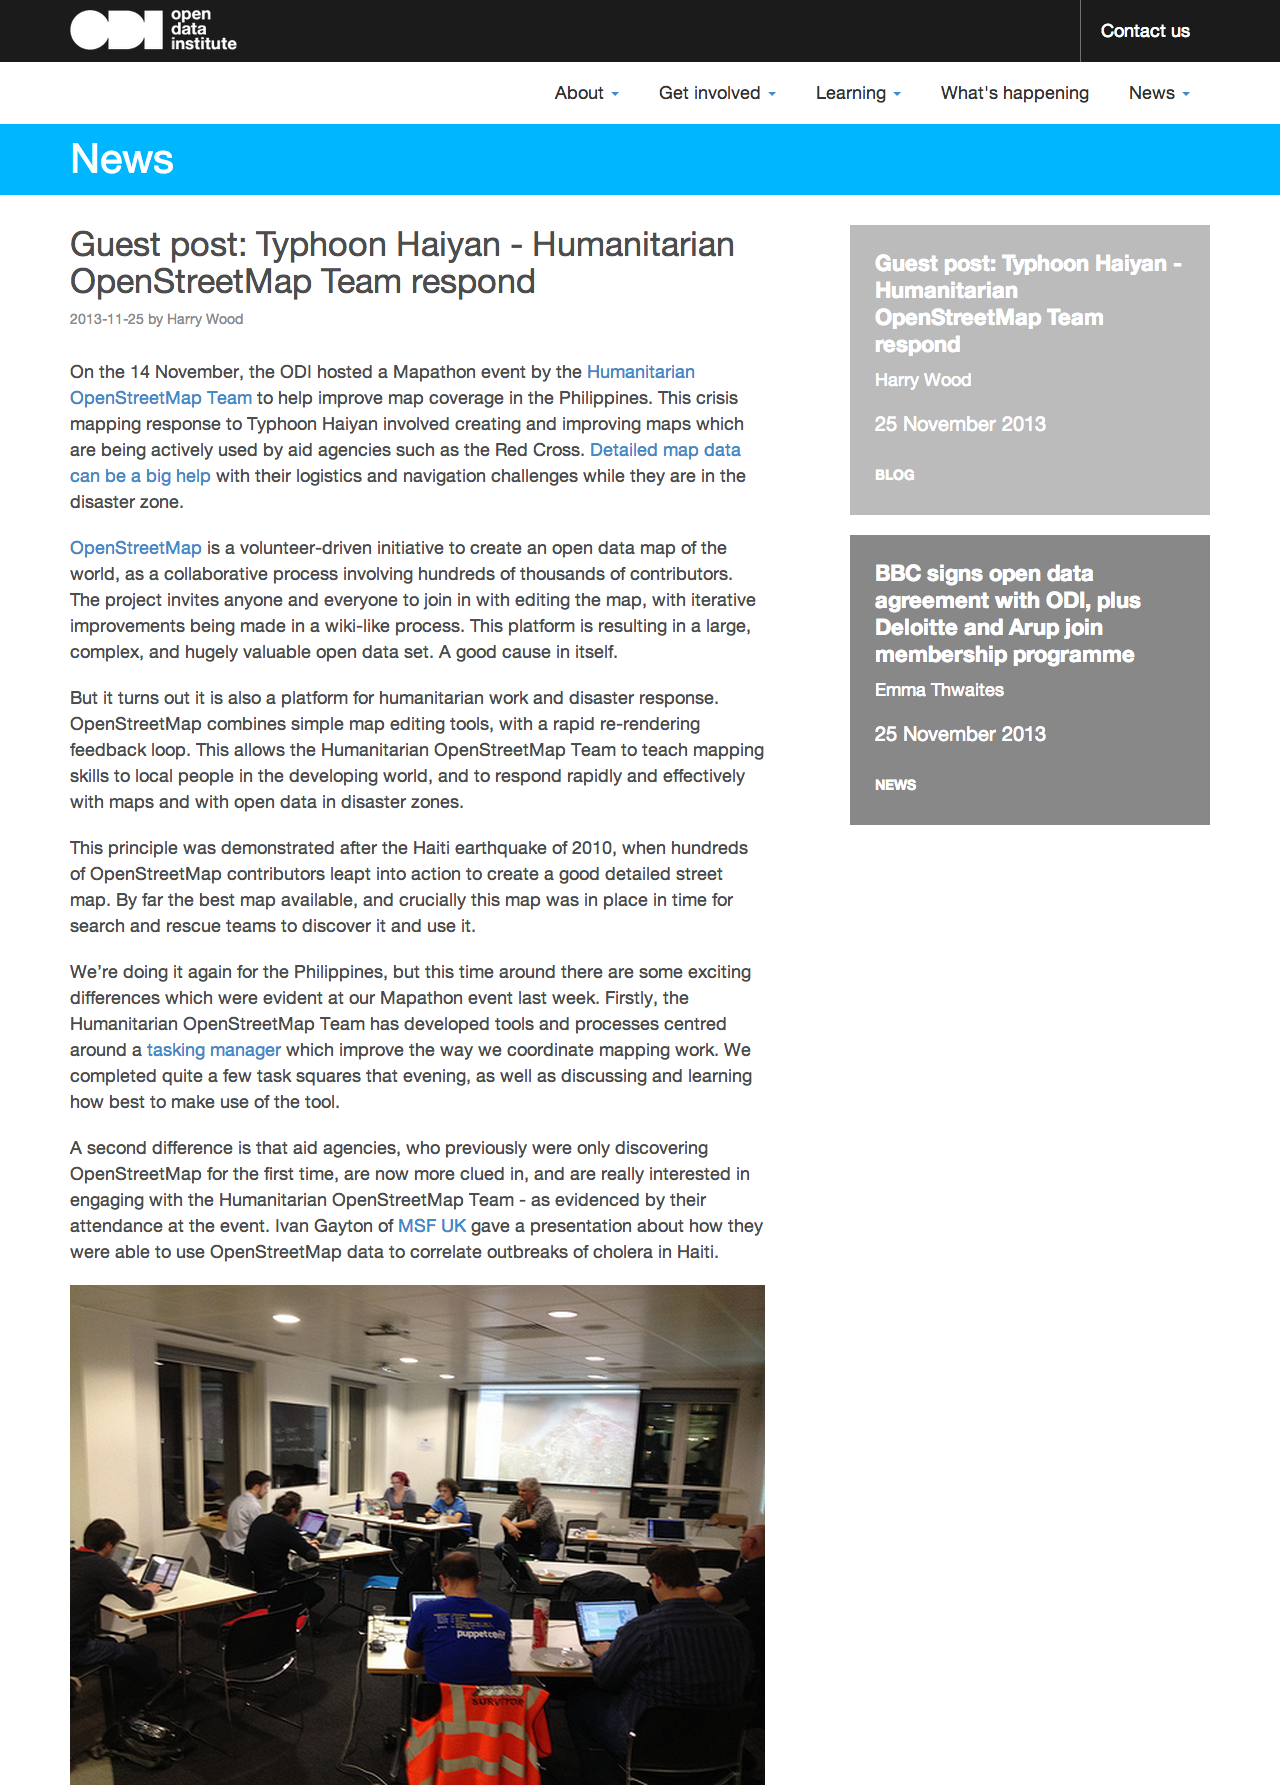 open
data
institute
Contact us
About
Get involved
Learning
What's happening
News
News
Guest post: Typhoon Haiyan - Humanitarian
OpenStreetMap Team respond
2013-11-25 by Harry Wood
On the 14 November, the ODI hosted a Mapathon event by the Humanitarian
OpenStreetMap Team to help improve map coverage in the Philippines. This crisis
mapping response to Typhoon Haiyan involved creating and improving maps which
are being actively used by aid agencies such as the Red Cross. Detailed map data
can be a big help with their logistics and navigation challenges while they are in the
disaster zone.
OpenStreetMap is a volunteer-driven initiative to create an open data map of the
world, as a collaborative process involving hundreds of thousands of contributors.
The project invites anyone and everyone to join in with editing the map, with iterative
improvements being made in a wiki-like process. This platform is resulting in a large,
complex, and hugely valuable open data set. A good cause in itself.
But it turns out it is also a platform for humanitarian work and disaster response.
OpenStreetMap combines simple map editing tools, with a rapid re-rendering
feedback loop. This allows the Humanitarian OpenStreetMap Team to teach mapping
skills to local people in the developing world, and to respond rapidly and effectively
with maps and with open data in disaster zones.
This principle was demonstrated after the Haiti earthquake of 2010, when hundreds
of OpenStreetMap contributors leapt into action to create a good detailed street
map. By far the best map available, and crucially this map was in place in time for
search and rescue teams to discover it and use it.
We’re doing it again for the Philippines, but this time around there are some exciting
differences which were evident at our Mapathon event last week. Firstly, the
Humanitarian OpenStreetMap Team has developed tools and processes centred
around a tasking manager which improve the way we coordinate mapping work. We
completed quite a few task squares that evening, as well as discussing and learning
how best to make use of the tool.
A second difference is that aid agencies, who previously were only discovering
OpenStreetMap for the first time, are now more clued in, and are really interested in
engaging with the Humanitarian OpenStreetMap Team - as evidenced by their
attendance at the event. Ivan Gayton of MSF UK gave a presentation about how they
were able to use OpenStreetMap data to correlate outbreaks of cholera in Haiti.
SURVITOR
Guest post: Typhoon Haiyan -
Humanitarian
OpenStreetMap Team
respond
Harry Wood
25 November 2013
BLOG
BBC signs open data
agreement with ODI, plus
Deloitte and Arup join
membership programme
Emma Thwaites
25 November 2013
NEWS